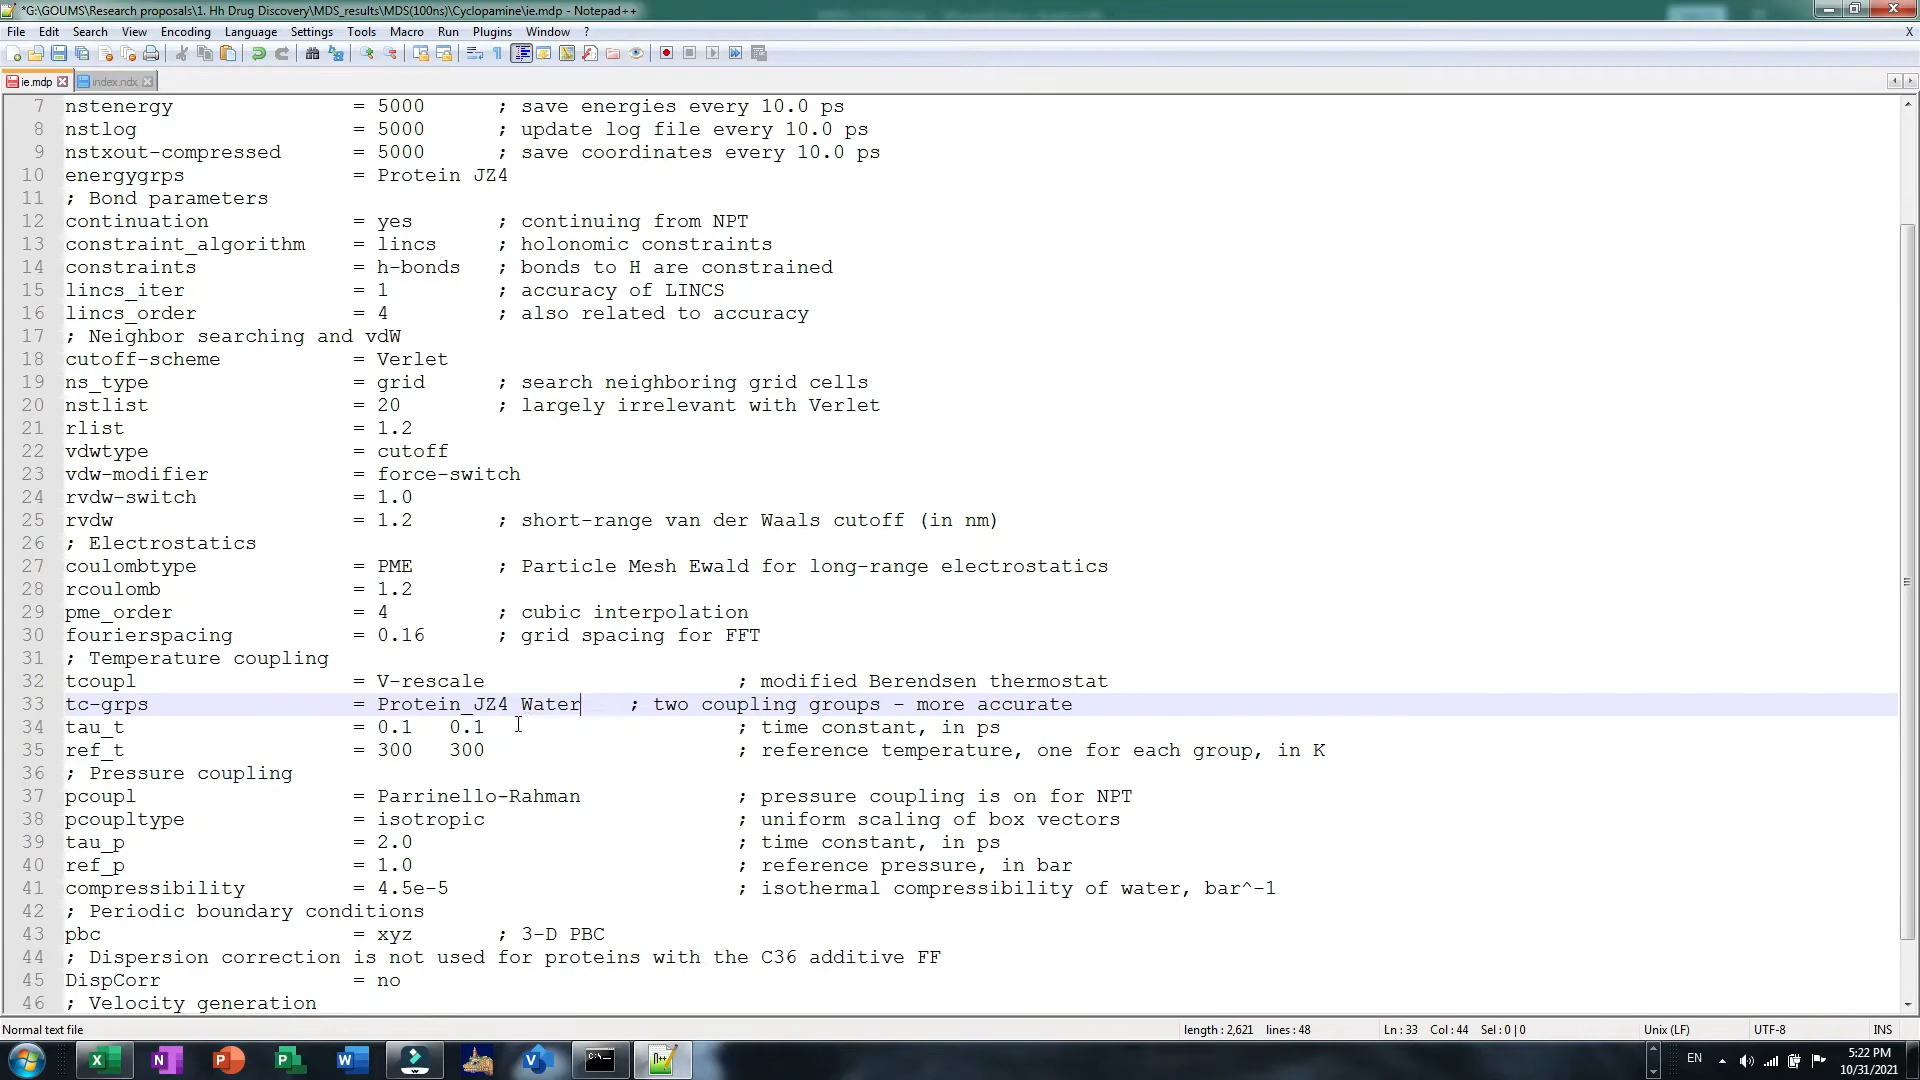 *G:\GOUMS\Research proposals\1. Hh Drug Discovery\MDS_results\MDS(100ns)\Cyclopamine\ie.mdp - Notepad++
File Edit Search View Encoding Language Settings Tools Macro Run Plugins Window ? X
ie.mdp index.ndx
7 nstenergy = 5000 ; save energies every 10.0 ps
8 nstlog = 5000 ; update log file every 10.0 ps
9 nstxout-compressed = 5000 ; save coordinates every 10.0 ps
10 energygrps = Protein JZ4
11 ; Bond parameters
12 continuation = yes ; continuing from NPT
13 constraint_algorithm = lincs ; holonomic constraints
14 constraints = h-bonds ; bonds to H are constrained
15 lincs_iter = 1 ; accuracy of LINCS
16 lincs_order = 4 ; also related to accuracy
17 ; Neighbor searching and vdW
18 cutoff-scheme = Verlet
19 ns_type = grid ; search neighboring grid cells
20 nstlist = 20 ; largely irrelevant with Verlet
21 rlist = 1.2
22 vdwtype = cutoff
23 vdw-modifier = force-switch
24 rvdw-switch = 1.0
25 rvdw = 1.2 ; short-range van der Waals cutoff (in nm)
26 ; Electrostatics
27 coulombtype = PME ; Particle Mesh Ewald for long-range electrostatics
28 rcoulomb = 1.2
29 pme_order = 4 ; cubic interpolation
30 fourierspacing = 0.16 ; grid spacing for FFT
31 ; Temperature coupling
32 tcoupl = V-rescale ; modified Berendsen thermostat
33 tc-grps = Protein_JZ4 Water ; two coupling groups - more accurate
34 tau_t = 0.1 0.1 ; time constant, in ps
35 ref_t = 300 300 ; reference temperature, one for each group, in K
36 ; Pressure coupling
37 pcoupl = Parrinello-Rahman ; pressure coupling is on for NPT
38 pcoupltype = isotropic ; uniform scaling of box vectors
39 tau_p = 2.0 ; time constant, in ps
40 ref_p = 1.0 ; reference pressure, in bar
41 compressibility = 4.5e-5 ; isothermal compressibility of water, bar^-1
42 ; Periodic boundary conditions
43 pbc = xyz ; 3-D PBC
44 ; Dispersion correction is not used for proteins with the C36 additive FF
45 DispCorr = no
46 ; Velocity generation
Normal text file length : 2,621 lines : 48 Ln : 33 Col : 44 Sel : 0 | 0 Unix (LF) UTF-8 INS
EN 5:22 PM
10/31/2021